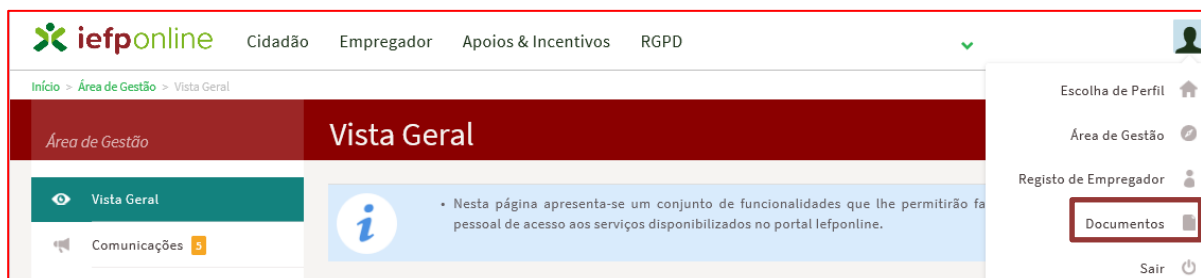 iefponline Cidadão Empregador Apoios & Incentivos RGPD
Início > Área de Gestão > Vista Geral
Escolha de Perfil
Área de Gestão
Registo de Empregador
Documentos
Sair
Área de Gestão
Vista Geral
Vista Geral
Comunicações 5
• Nesta página apresenta-se um conjunto de funcionalidades que lhe permitirão fa
pessoal de acesso aos serviços disponibilizados no portal Iefponline.